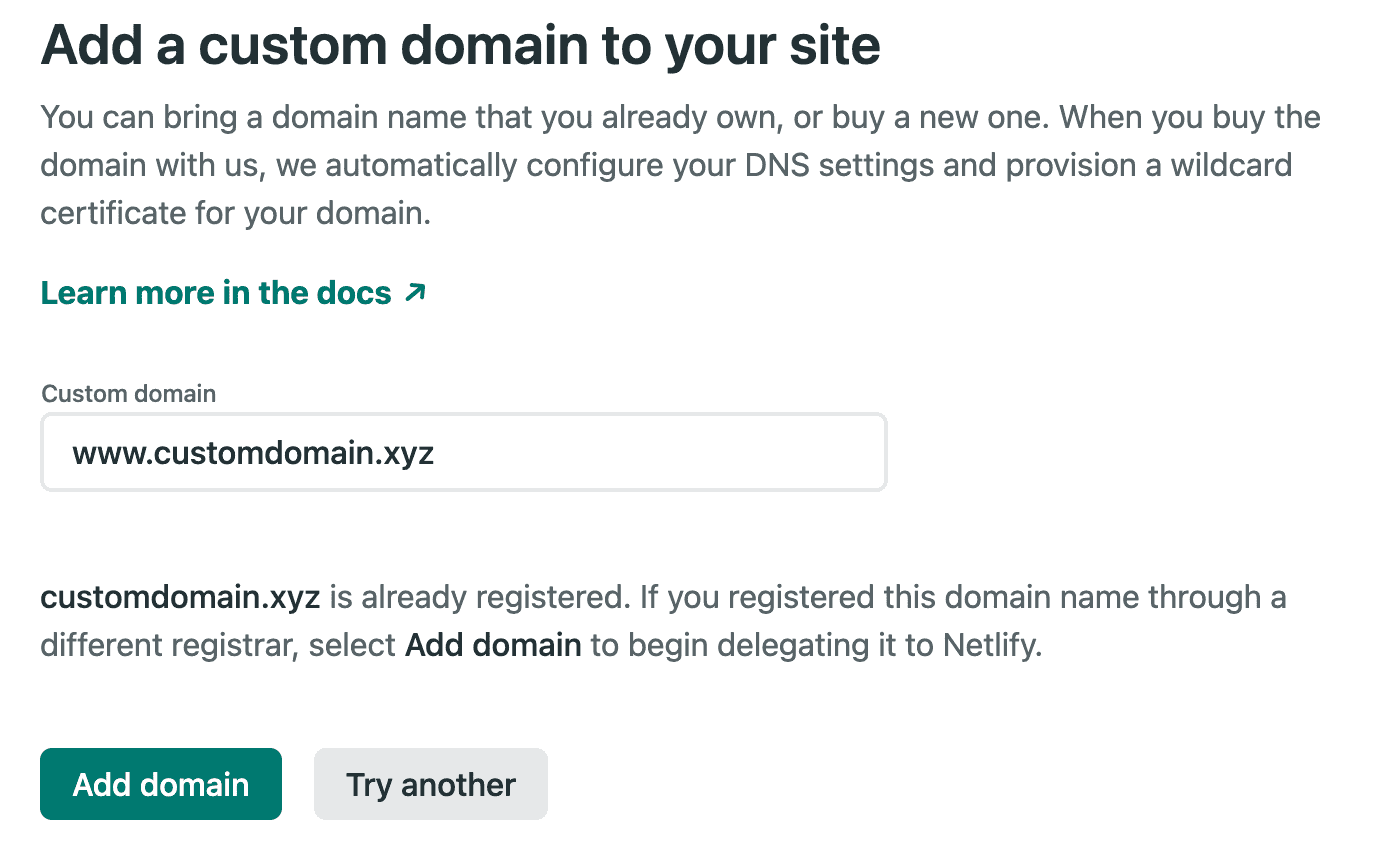 Add a custom domain to your site
You can bring a domain name that you already own, or buy a new one. When you buy the
domain with us, we automatically configure your DNS settings and provision a wildcard
certificate for your domain.
Learn more in the docs ↗
Custom domain
www.customdomain.xyz
customdomain.xyz is already registered. If you registered this domain name through a
different registrar, select Add domain to begin delegating it to Netlify.
Add domain
Try another